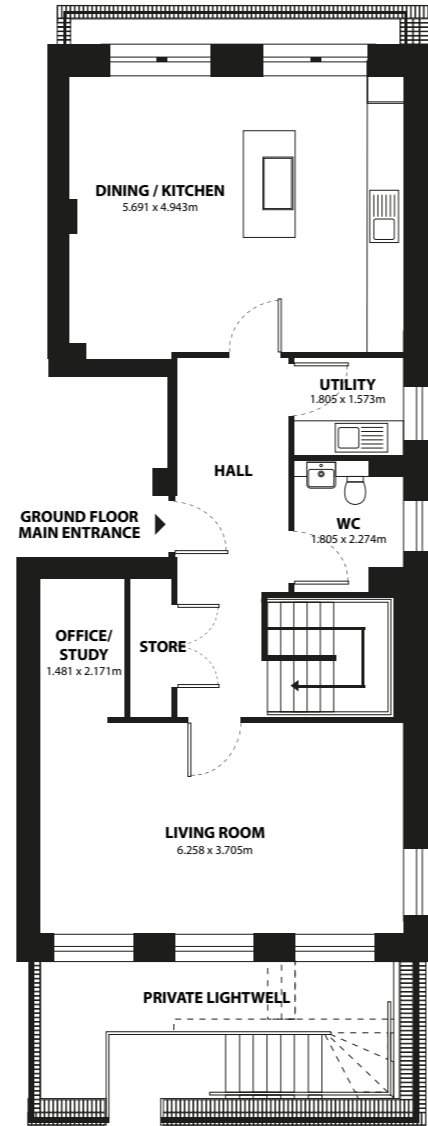 DINING / KITCHEN
5.691 x 4.943m
UTILITY
1.805 x 1.573m
HALL
GROUND FLOOR
MAIN ENTRANCE
WC
1.805 x 2.274m
OFFICE/
STUDY
1.481 x 2.171m
STORE
LIVING ROOM
6.258 x 3.705m
PRIVATE LIGHTWELL